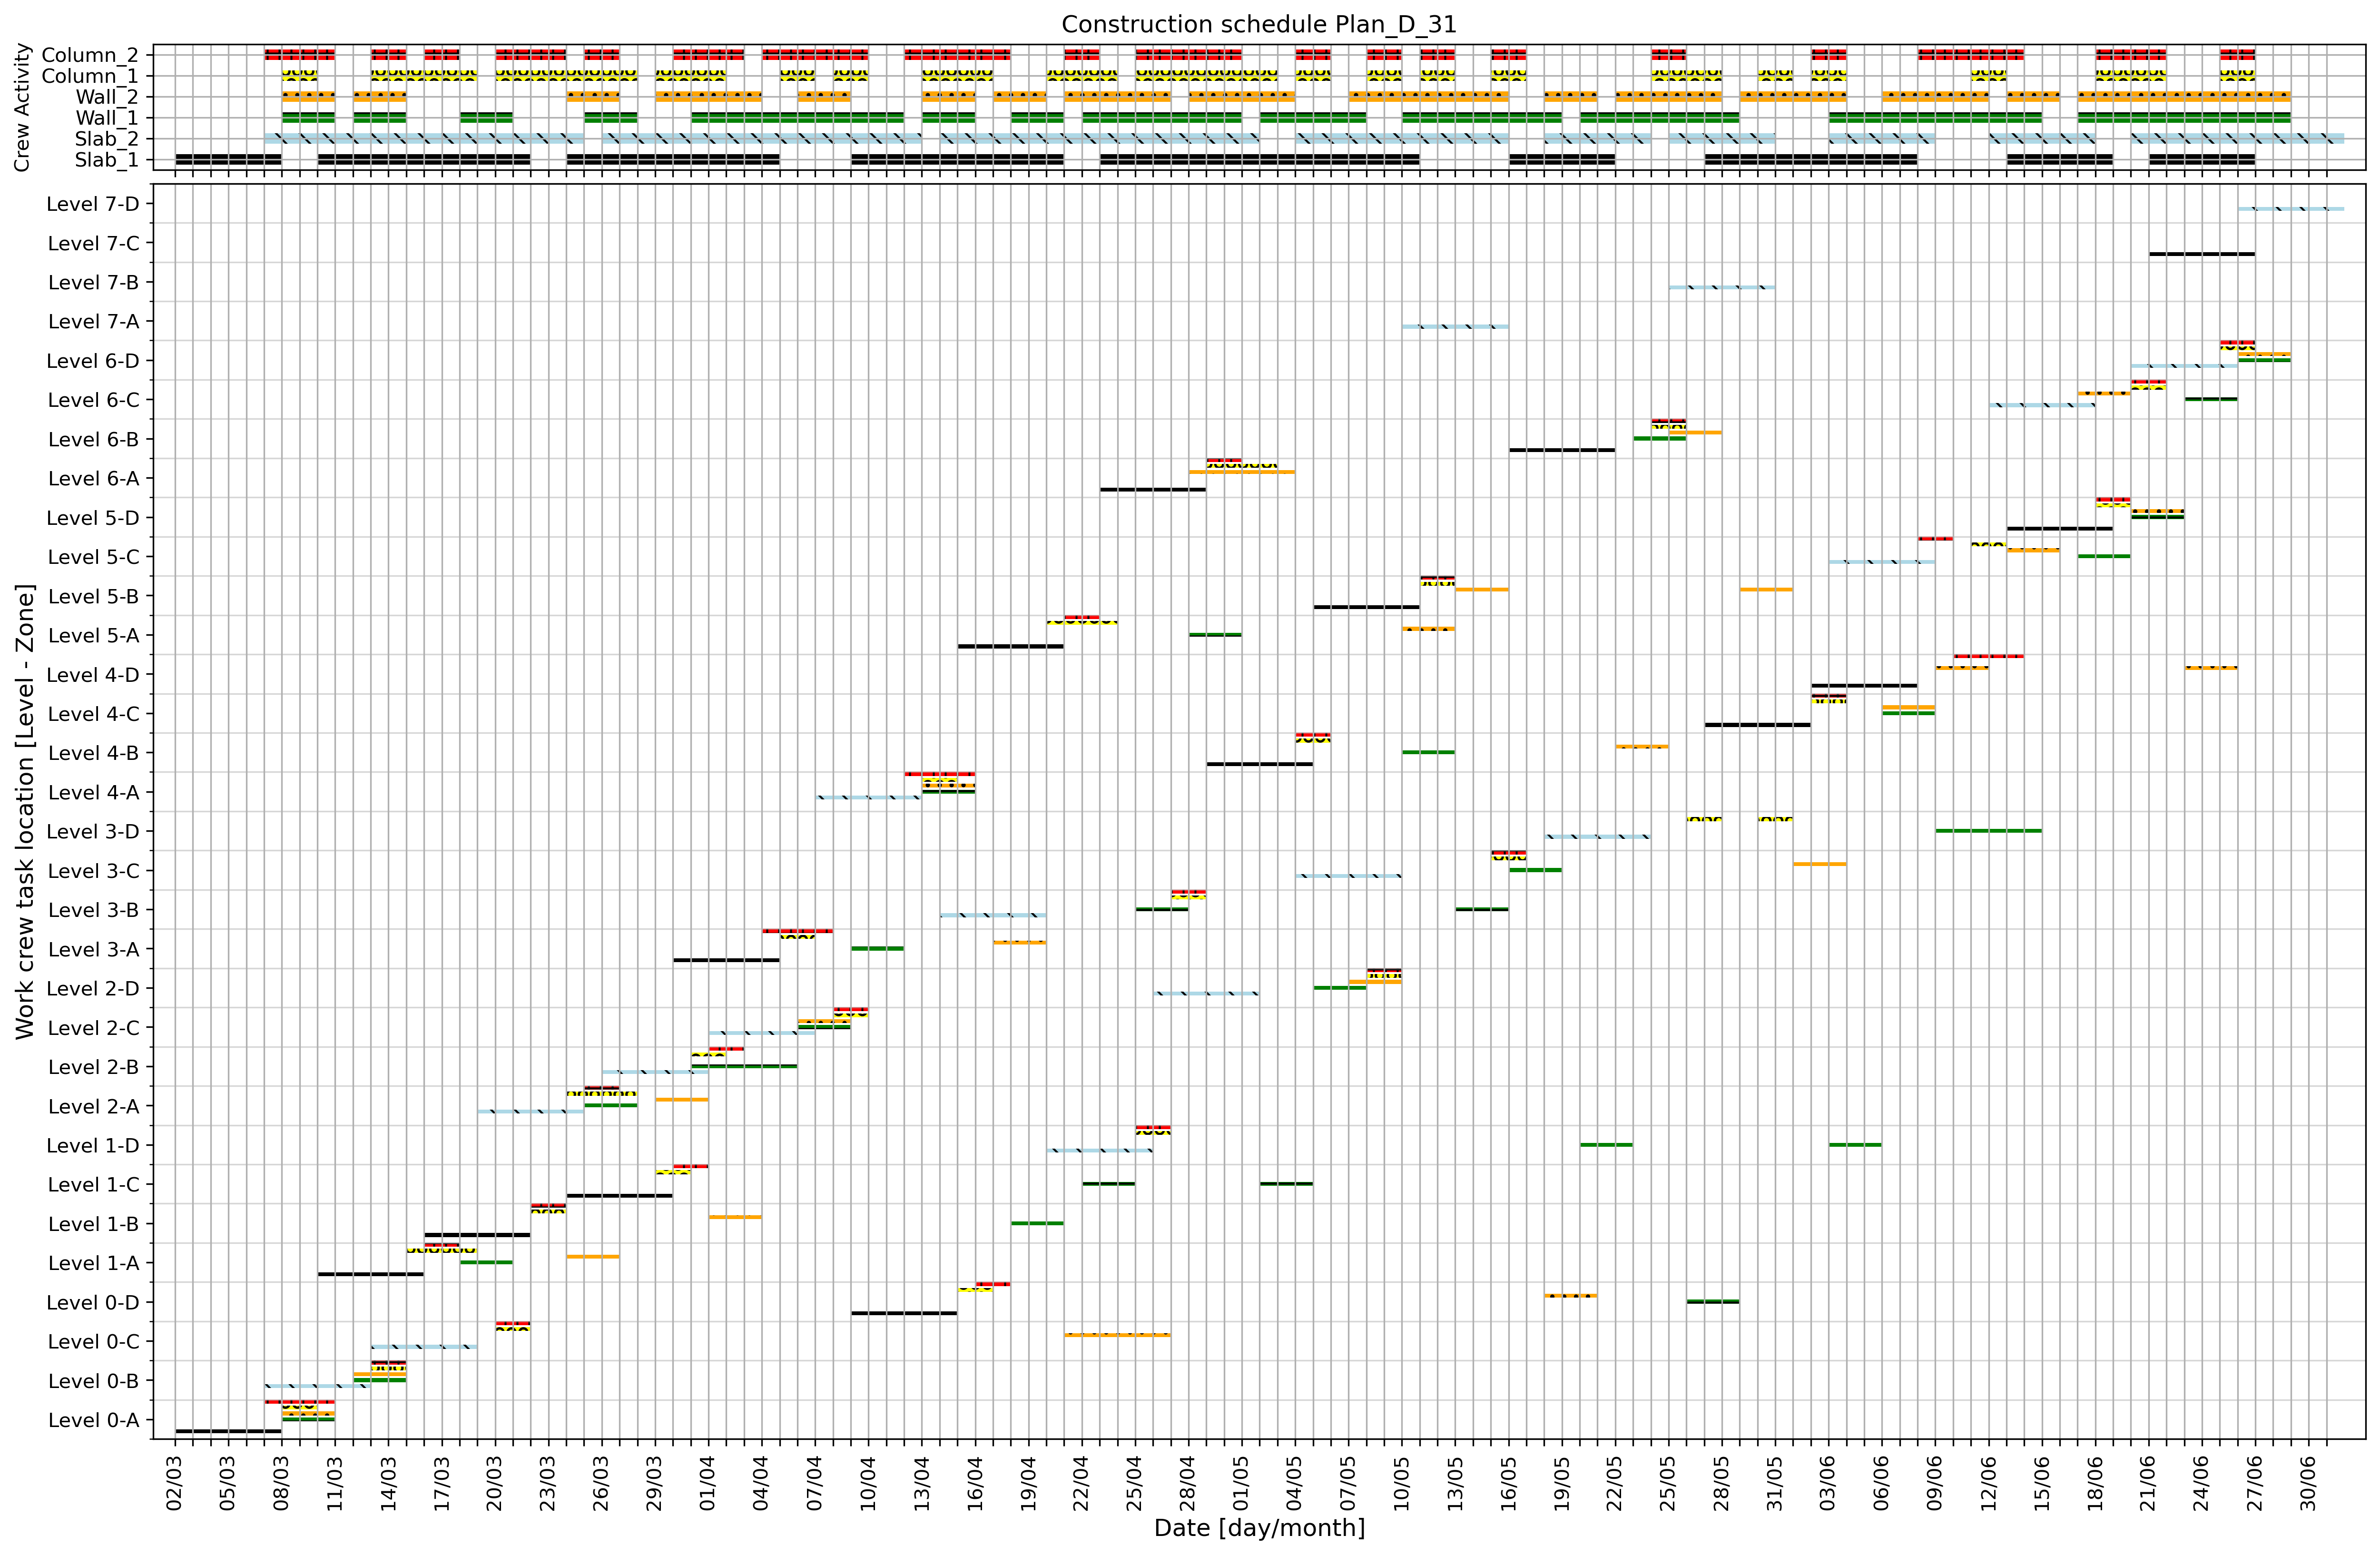 Construction schedule Plan_D_31
Crew Activity
Column_2
Column_1
Wall_2
Wall_1
Slab_2
Slab_1
Work crew task location [Level - Zone]
Level 7-D
Level 7-C
Level 7-B
Level 7-A
Level 6-D
Level 6-C
Level 6-B
Level 6-A
Level 5-D
Level 5-C
Level 5-B
Level 5-A
Level 4-D
Level 4-C
Level 4-B
Level 4-A
Level 3-D
Level 3-C
Level 3-B
Level 3-A
Level 2-D
Level 2-C
Level 2-B
Level 2-A
Level 1-D
Level 1-C
Level 1-B
Level 1-A
Level 0-D
Level 0-C
Level 0-B
Level 0-A
02/03 05/03 08/03 11/03 14/03 17/03 20/03 23/03 26/03 29/03 01/04 04/04 07/04 10/04 13/04 16/04 19/04 22/04 25/04 28/04 01/05 04/05 07/05 10/05 13/05 16/05 19/05 22/05 25/05 28/05 31/05 03/06 06/06 09/06 12/06 15/06 18/06 21/06 24/06 27/06 30/06
Date [day/month]